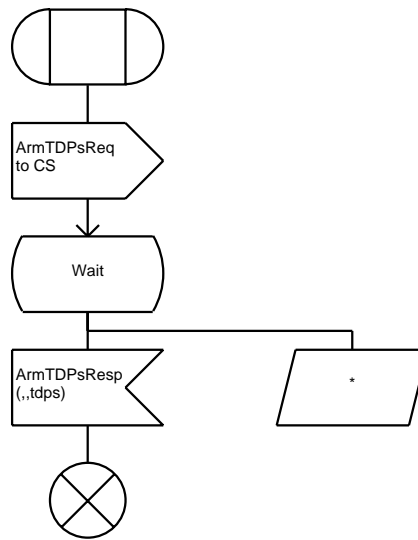 ArmTDPsReq
to CS
Wait
ArmTDPsResp
(,,tdps)
*